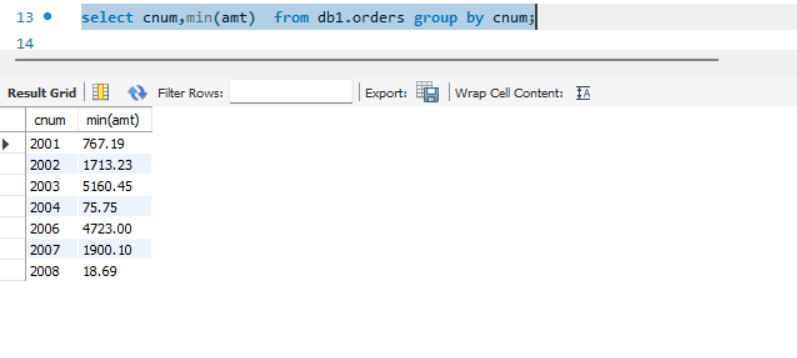 13 select cnum,min(amt)  from db1.orders group by cnum;
14
Result Grid Filter Rows: Export: Wrap Cell Content: IA
cnum min(amt)
2001 767.19
2002 1713.23
2003 5160.45
2004 75.75
2006 4723.00
2007 1900.10
2008 18.69